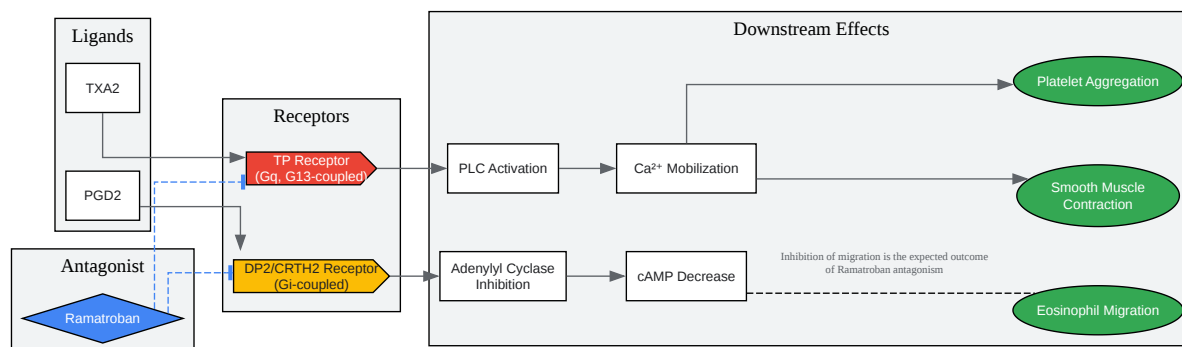 Ligands
TXA2
PGD2
Antagonist
Ramatroban
Receptors
TP Receptor
(Gq, G13-coupled)
DP2/CRTH2 Receptor
(Gi-coupled)
Downstream Effects
PLC Activation
Ca²⁺ Mobilization
Platelet Aggregation
Smooth Muscle
Contraction
Adenylyl Cyclase
Inhibition
cAMP Decrease
Inhibition of migration is the expected outcome
of Ramatroban antagonism
Eosinophil Migration